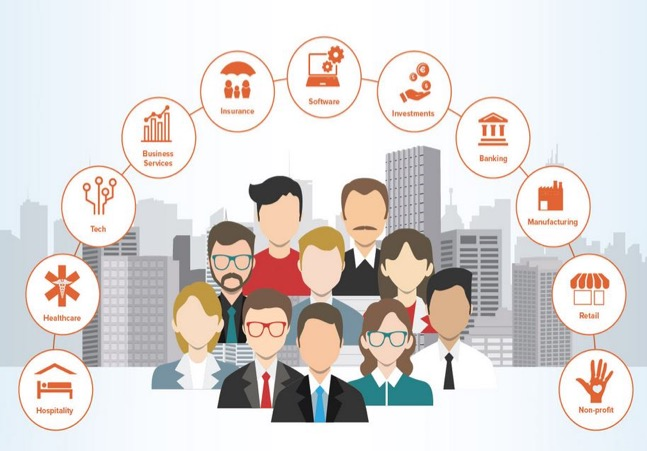 Hospitality
Healthcare
Tech
Business
Services
Insurance
Software
Investments
Banking
Manufacturing
Retail
Non-profit